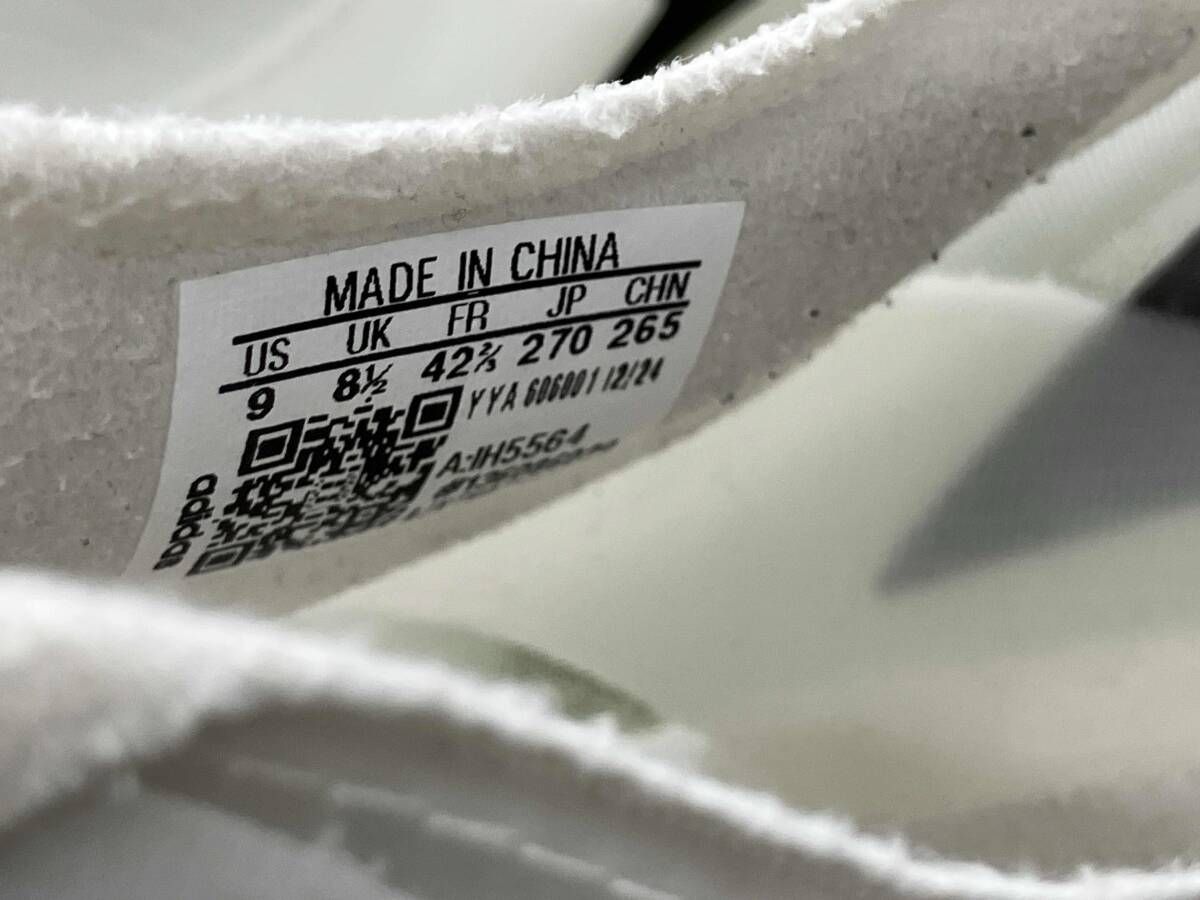 MADE IN CHINA
US UK FR JP CHN
9 8½ 42⅔ 270 265
YYA 606001 12/24
A:IH5564
adidas